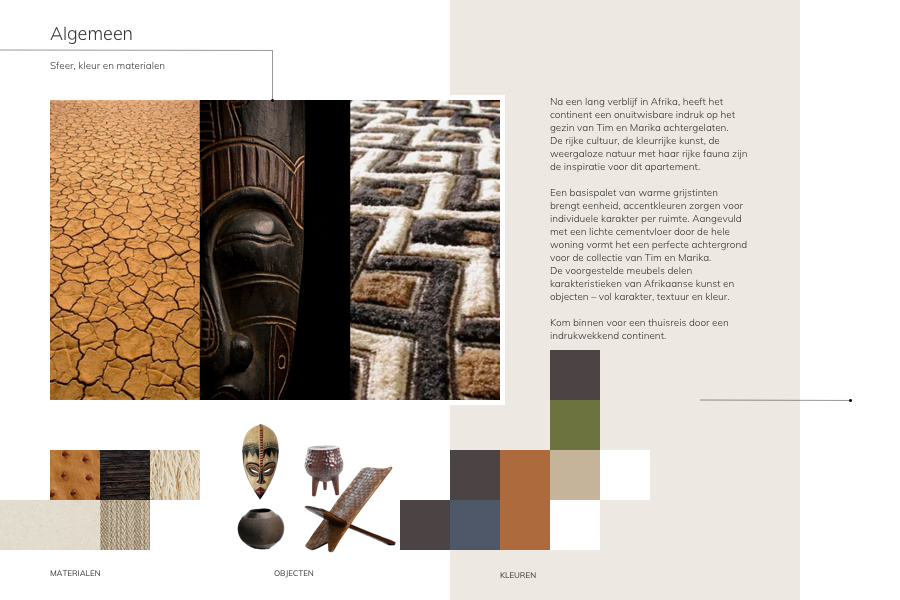 Algemeen
Sfeer, kleur en materialen
Na een lang verblijf in Afrika, heeft het
continent een onuitwisbare indruk op het
gezin van Tim en Marika achtergelaten.
De rijke cultuur, de kleurrijke kunst, de
weergaloze natuur met haar rijke fauna zijn
de inspiratie voor dit apartement.
Een basispalet van warme grijstinten
brengt eenheid, accentkleuren zorgen voor
individuele karakter per ruimte. Aangevuld
met een lichte cementvloer door de hele
woning vormt het een perfecte achtergrond
voor de collectie van Tim en Marika.
De voorgestelde meubels delen
karakteristieken van Afrikaanse kunst en
objecten – vol karakter, textuur en kleur.
Kom binnen voor een thuisreis door een
indrukwekkend continent.
MATERIALEN
OBJECTEN
KLEUREN